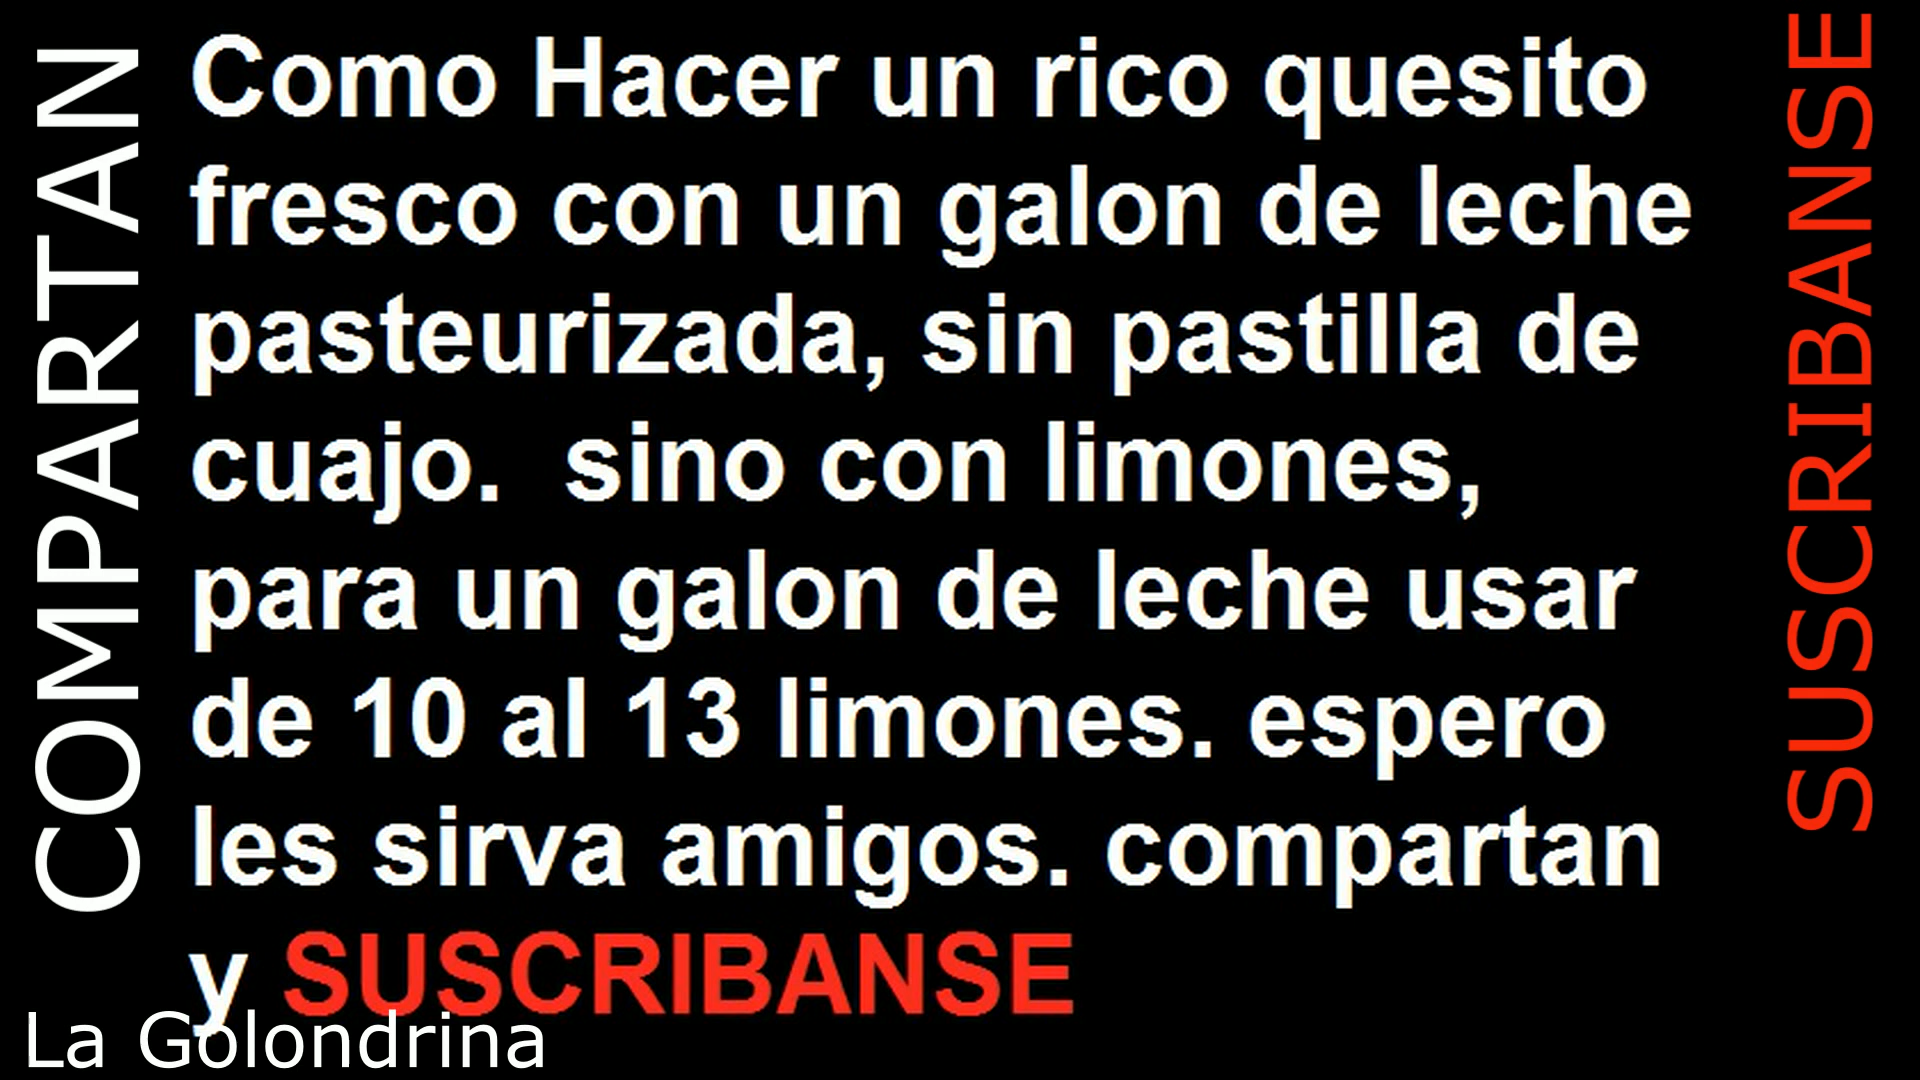 COMPARTAN
Como Hacer un rico quesito
fresco con un galon de leche
pasteurizada, sin pastilla de
cuajo.  sino con limones,
para un galon de leche usar
de 10 al 13 limones. espero
les sirva amigos. compartan
y SUSCRIBANSE
La Golondrina
SUSCRIBANSE